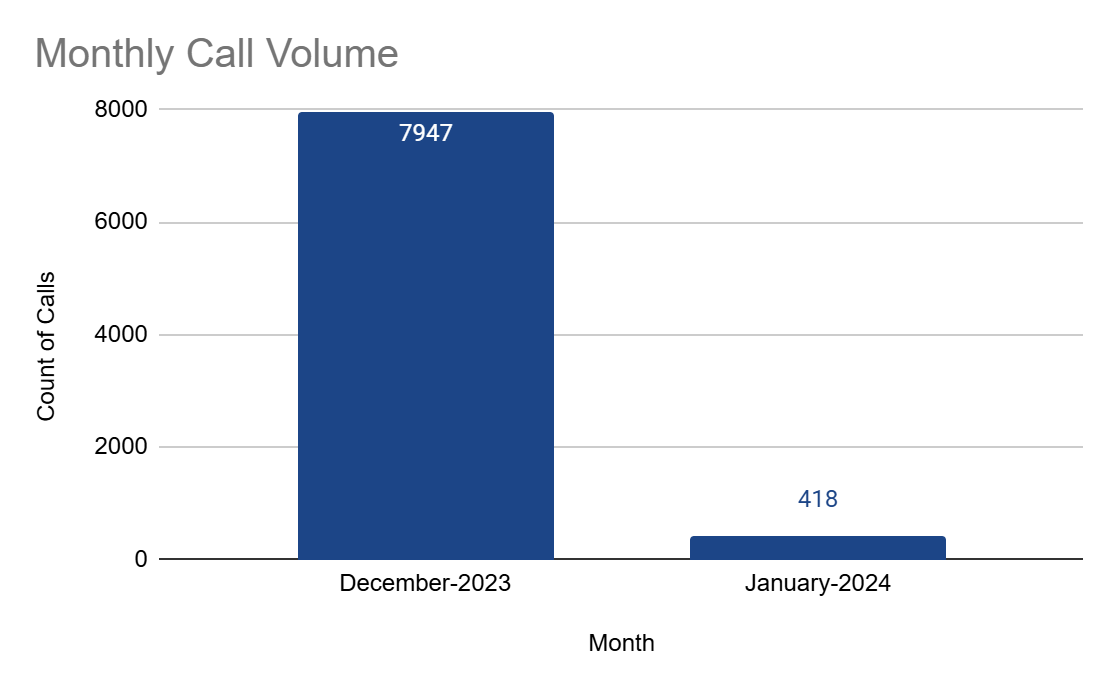 Monthly Call Volume
8000
7947
6000
Count of Calls
4000
2000
418
0
December-2023
January-2024
Month